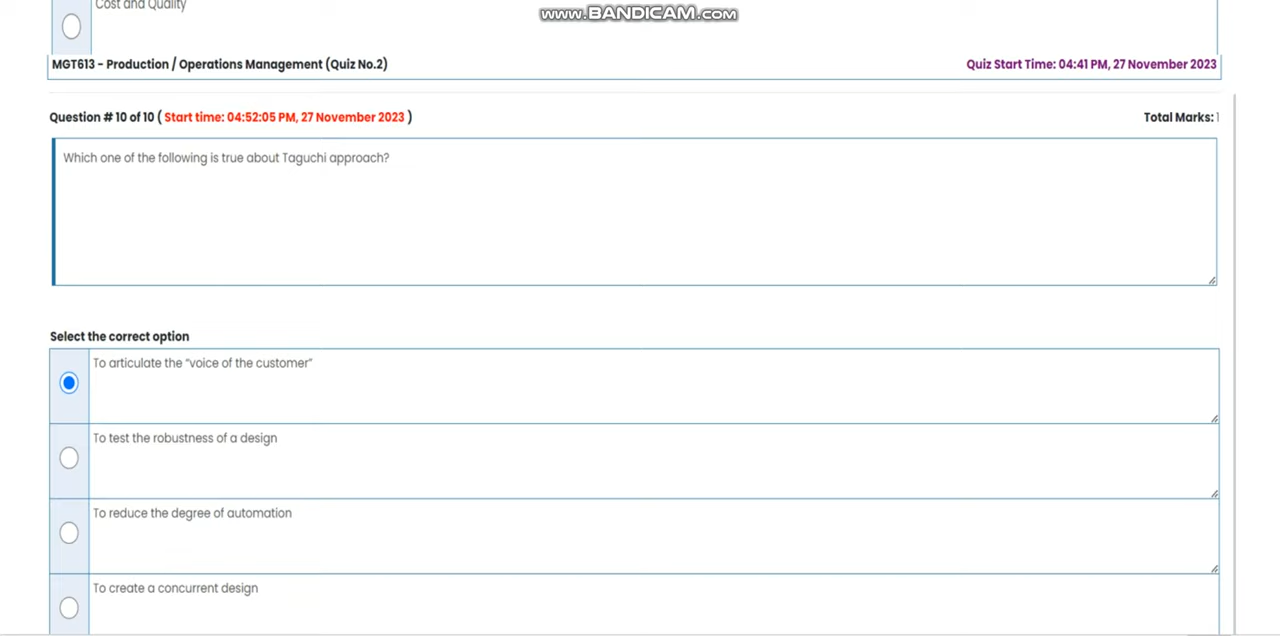 Cost and Quality
www.BANDICAM.com
MGT613 - Production / Operations Management (Quiz No.2)
Quiz Start Time: 04:41 PM, 27 November 2023
Question # 10 of 10 ( Start time: 04:52:05 PM, 27 November 2023 )
Total Marks: 1
Which one of the following is true about Taguchi approach?
Select the correct option
To articulate the “voice of the customer”
To test the robustness of a design
To reduce the degree of automation
To create a concurrent design